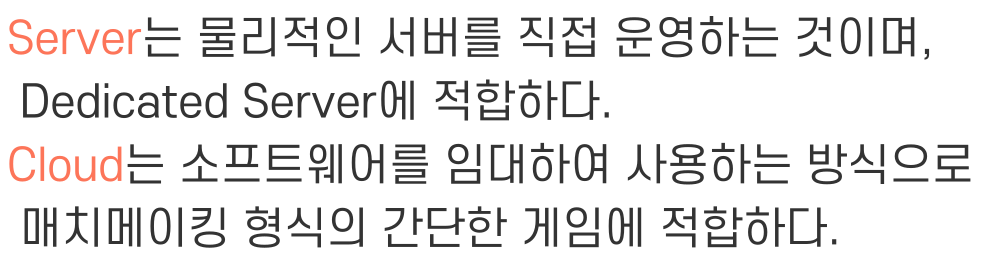 Server는 물리적인 서버를 직접 운영하는 것이며,
Dedicated Server에 적합하다.
Cloud는 소프트웨어를 임대하여 사용하는 방식으로
매치메이킹 형식의 간단한 게임에 적합하다.